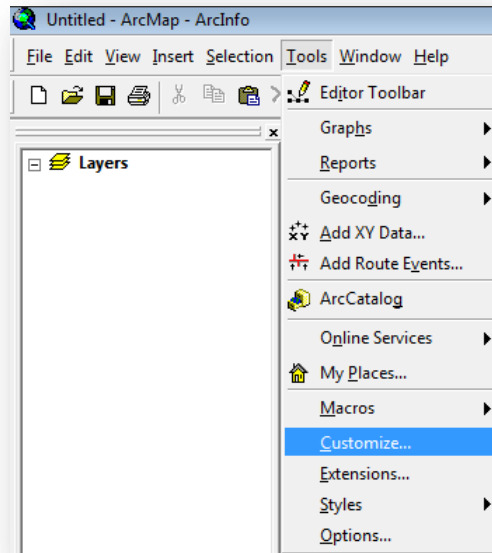 Untitled - ArcMap - ArcInfo
File Edit View Insert Selection Tools Window Help
Editor Toolbar
Graphs
Reports
Geocoding
Add XY Data...
Add Route Events...
ArcCatalog
Online Services
My Places...
Macros
Customize...
Extensions...
Styles
Options...
Layers